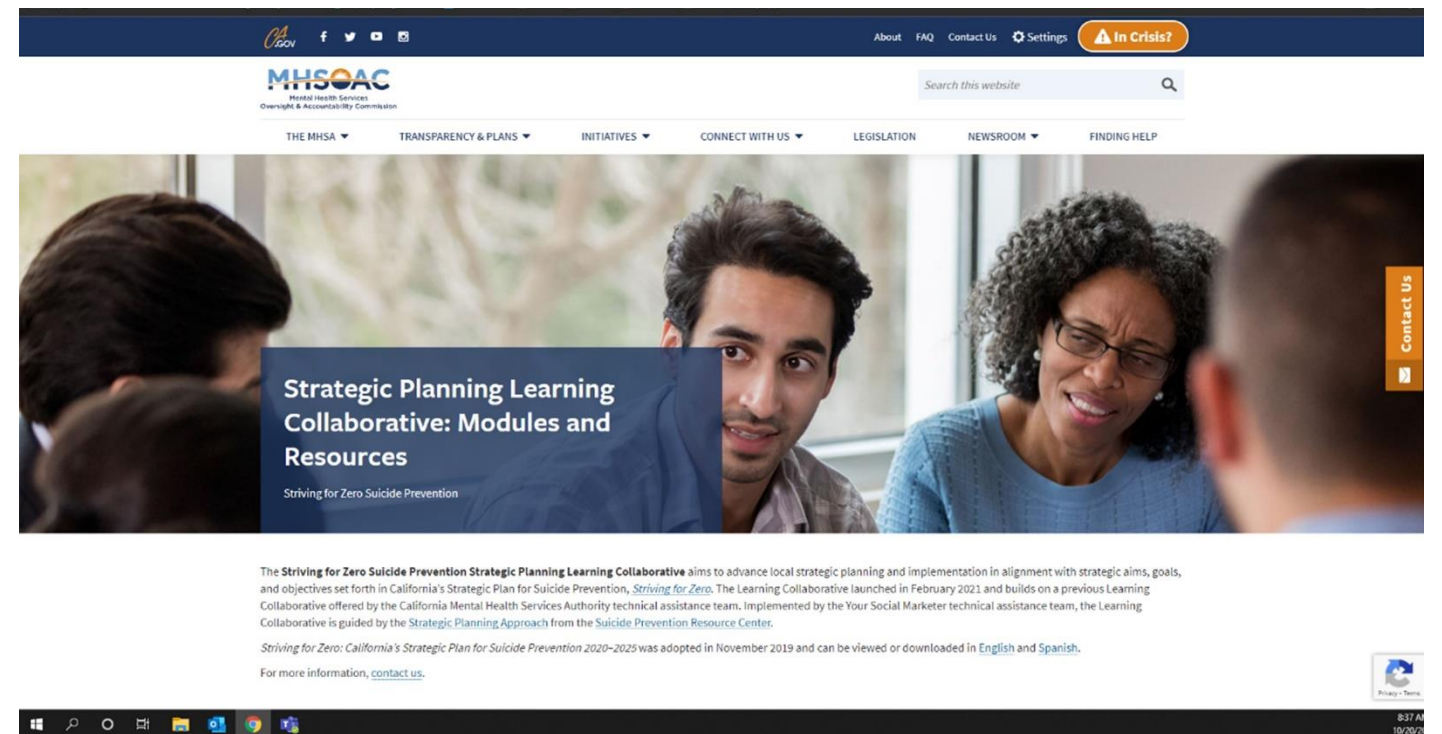 CA.GOV
About FAQ Contact Us Settings In Crisis?
MHSOAC
Mental Health Services
Oversight & Accountability Commission
Search this website
THE MHSA TRANSPARENCY & PLANS INITIATIVES CONNECT WITH US LEGISLATION NEWSROOM FINDING HELP
Contact Us
Strategic Planning Learning
Collaborative: Modules and
Resources
Striving for Zero Suicide Prevention
The Striving for Zero Suicide Prevention Strategic Planning Learning Collaborative aims to advance local strategic planning and implementation in alignment with strategic aims, goals,
and objectives set forth in California's Strategic Plan for Suicide Prevention, Striving for Zero. The Learning Collaborative launched in February 2021 and builds on a previous Learning
Collaborative offered by the California Mental Health Services Authority technical assistance team. Implemented by the Your Social Marketer technical assistance team, the Learning
Collaborative is guided by the Strategic Planning Approach from the Suicide Prevention Resource Center.
Striving for Zero: California's Strategic Plan for Suicide Prevention 2020–2025 was adopted in November 2019 and can be viewed or downloaded in English and Spanish.
For more information, contact us.
Privacy - Terms
8:37 A
10/20/2